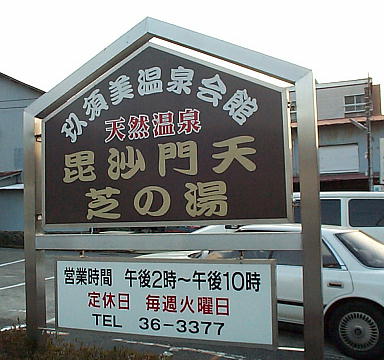 玖須美温泉会館
天然温泉
毘沙門天
芝の湯
営業時間 午後2時~午後10時
定休日 毎週火曜日
TEL 36-3377